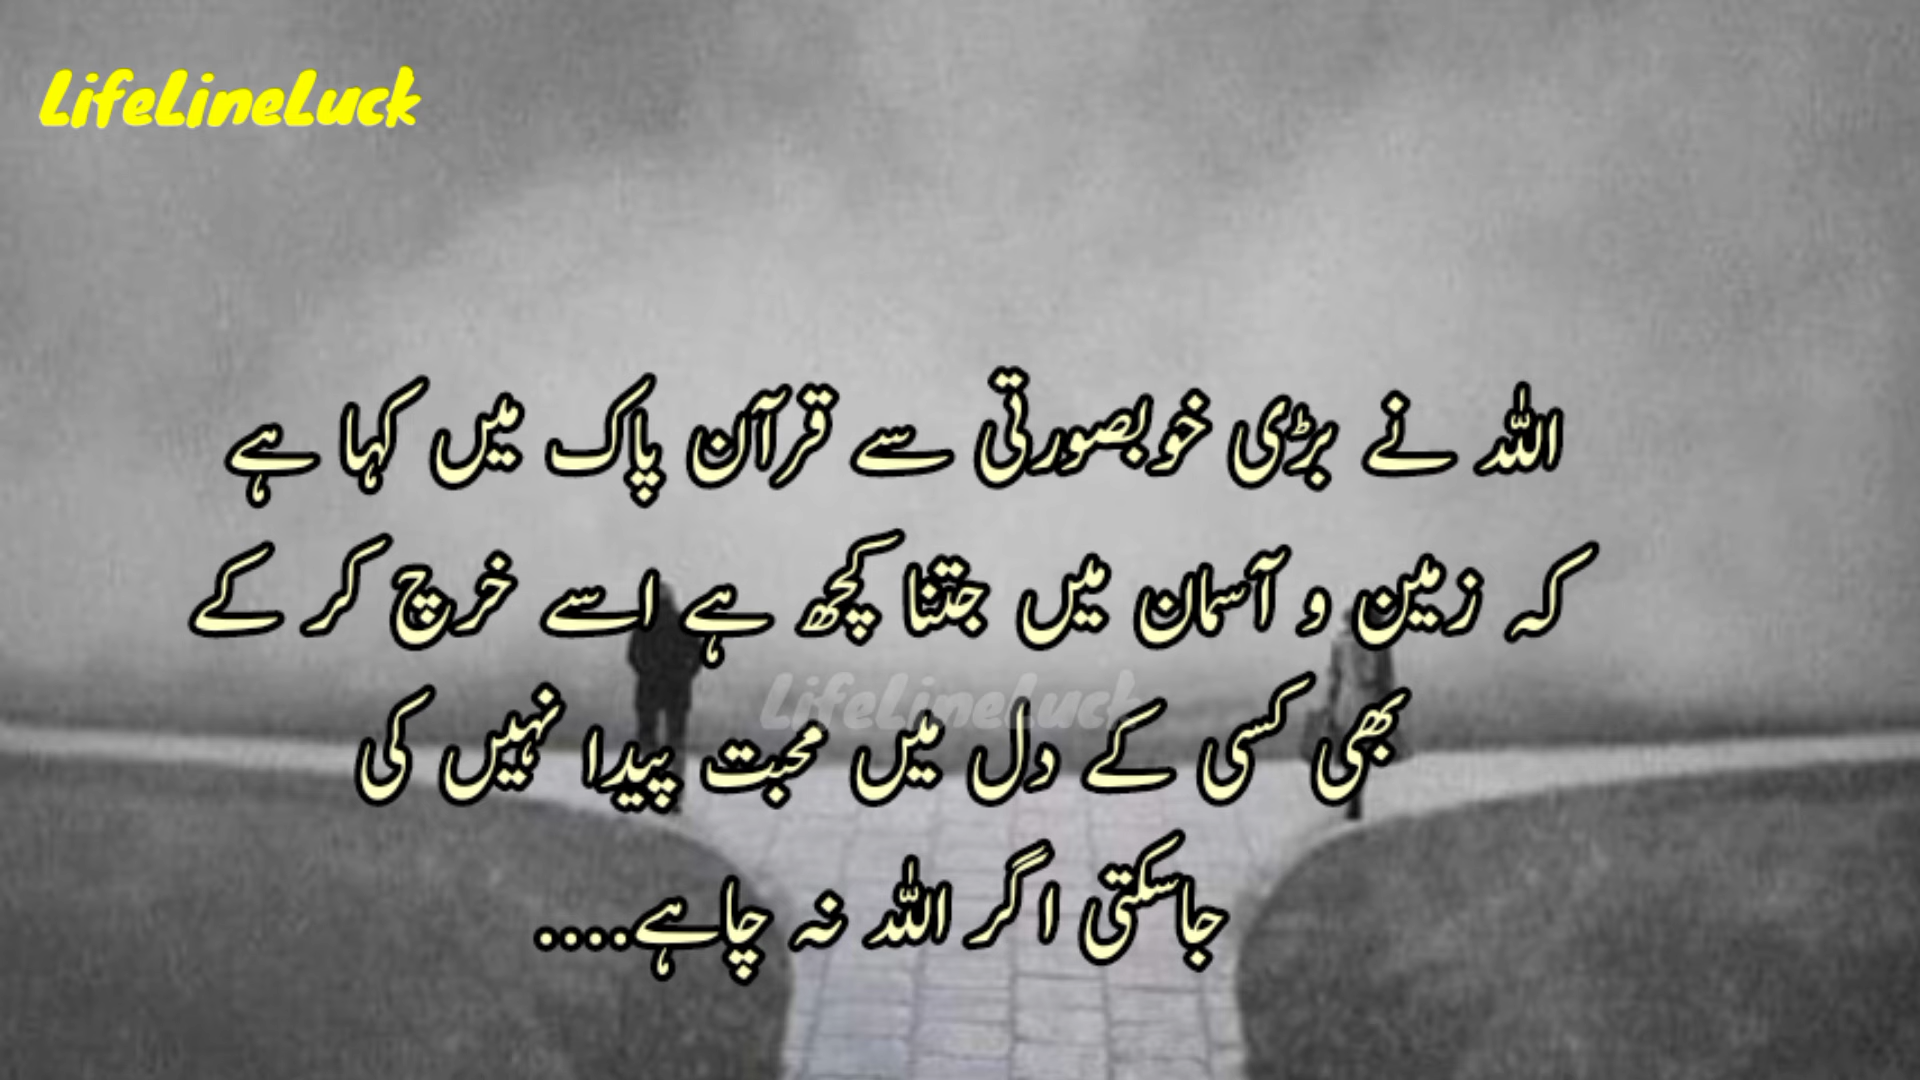 LifeLineLuck
اللہ نے بڑی خوبصورتی سے قرآن پاک میں کہا ہے
کہ زمین و آسمان میں جتنا کچھ ہے اسے خرچ کر کے
LifeLineLuck
بھی کسی کے دل میں محبت پیدا نہیں کی
جاسکتی اگر اللہ نہ چاہے....